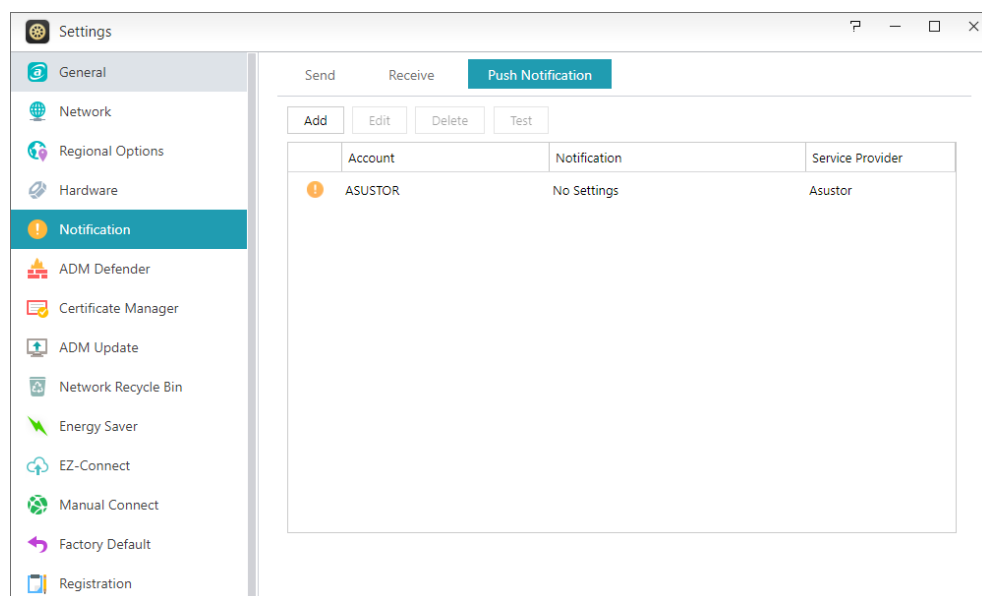 Settings
General
Network
Regional Options
Hardware
Notification
ADM Defender
Certificate Manager
ADM Update
Network Recycle Bin
Energy Saver
EZ-Connect
Manual Connect
Factory Default
Registration
Send Receive Push Notification
Add Edit Delete Test
Account Notification Service Provider
ASUSTOR No Settings Asustor